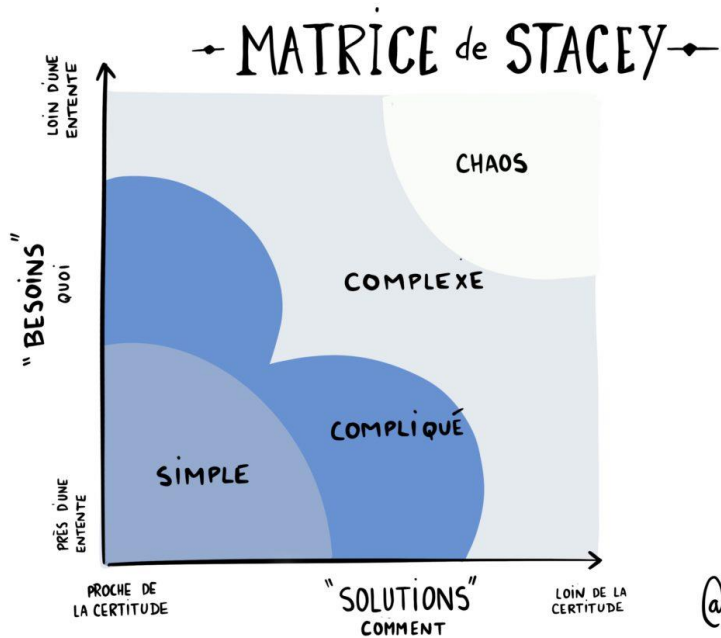 MATRICE de STACEY
LOIN D'UNE
ENTENTE
CHAOS
"BESOINS"
QUOI
COMPLEXE
COMPLIQUÉ
SIMPLE
PRÈS D'UNE
ENTENTE
PROCHE DE
LA CERTITUDE
"SOLUTIONS"
COMMENT
LOIN DE LA
CERTITUDE
@